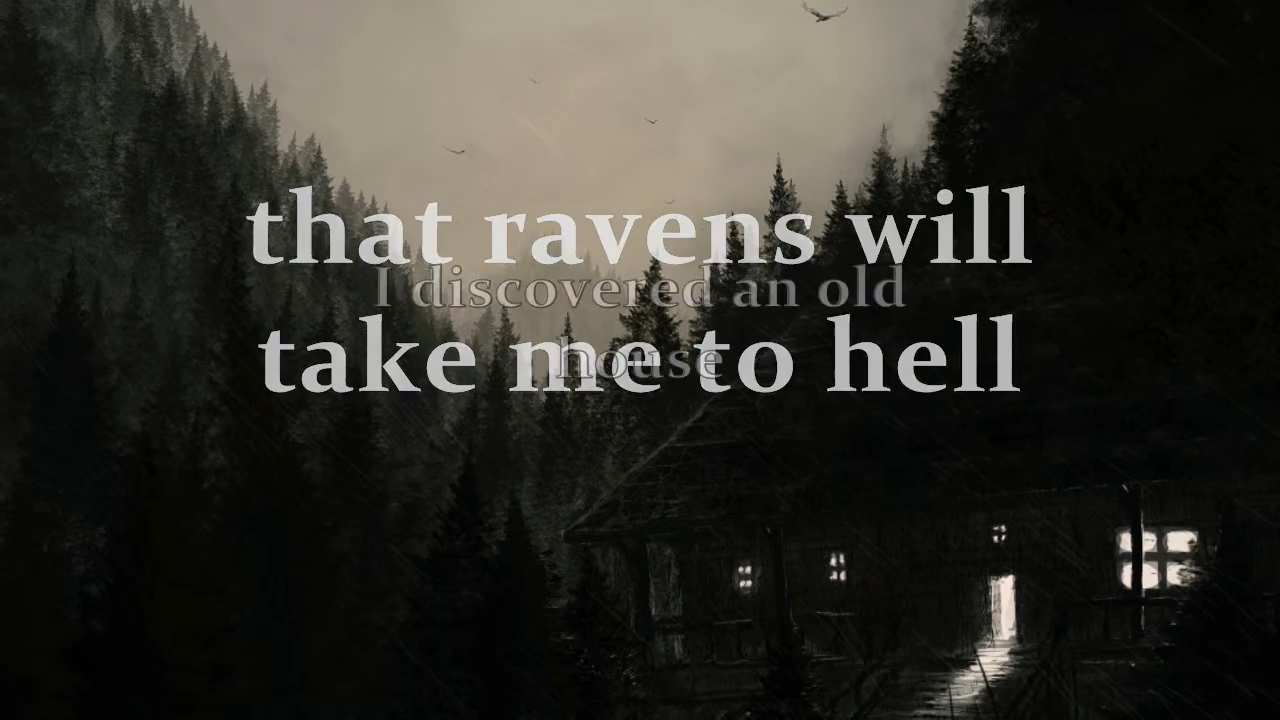 that ravens will
I discovered an old
take me to hell
house